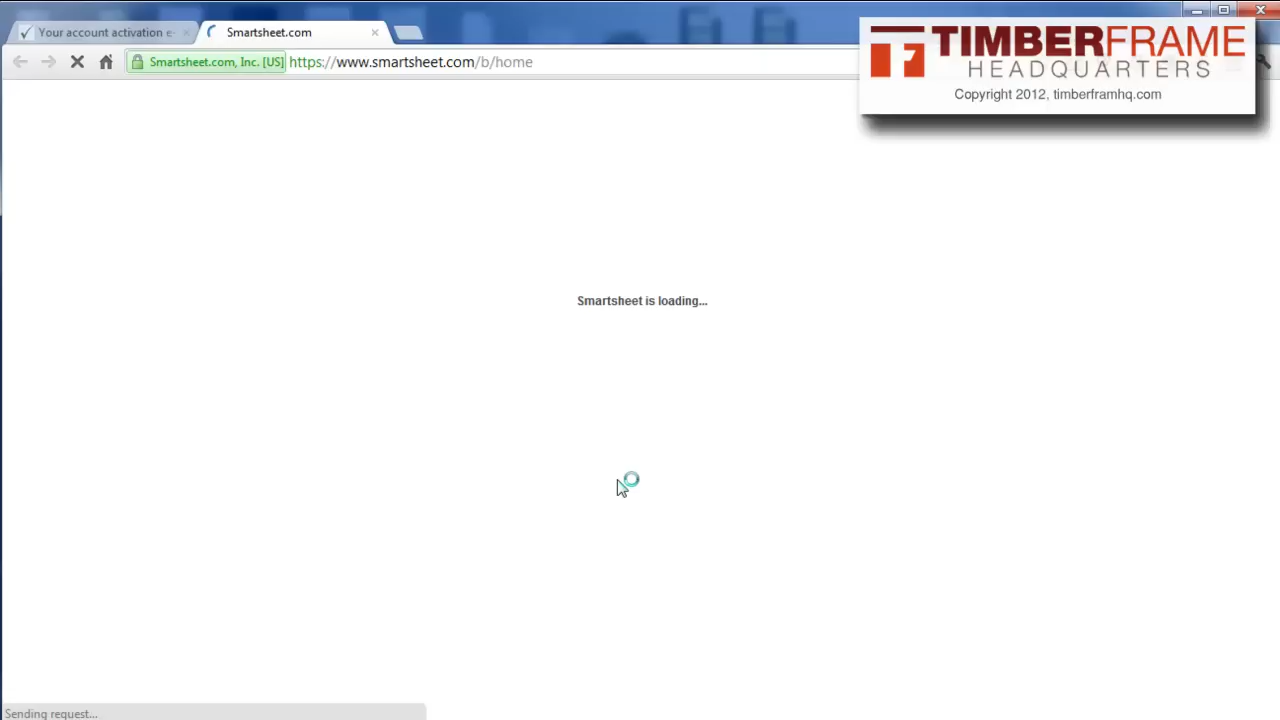 Your account activation e-
Smartsheet.com
Smartsheet.com, Inc. [US]
https://www.smartsheet.com/b/home
TIMBERFRAME
HEADQUARTERS
Copyright 2012, timberframhq.com
Smartsheet is loading...
Sending request...